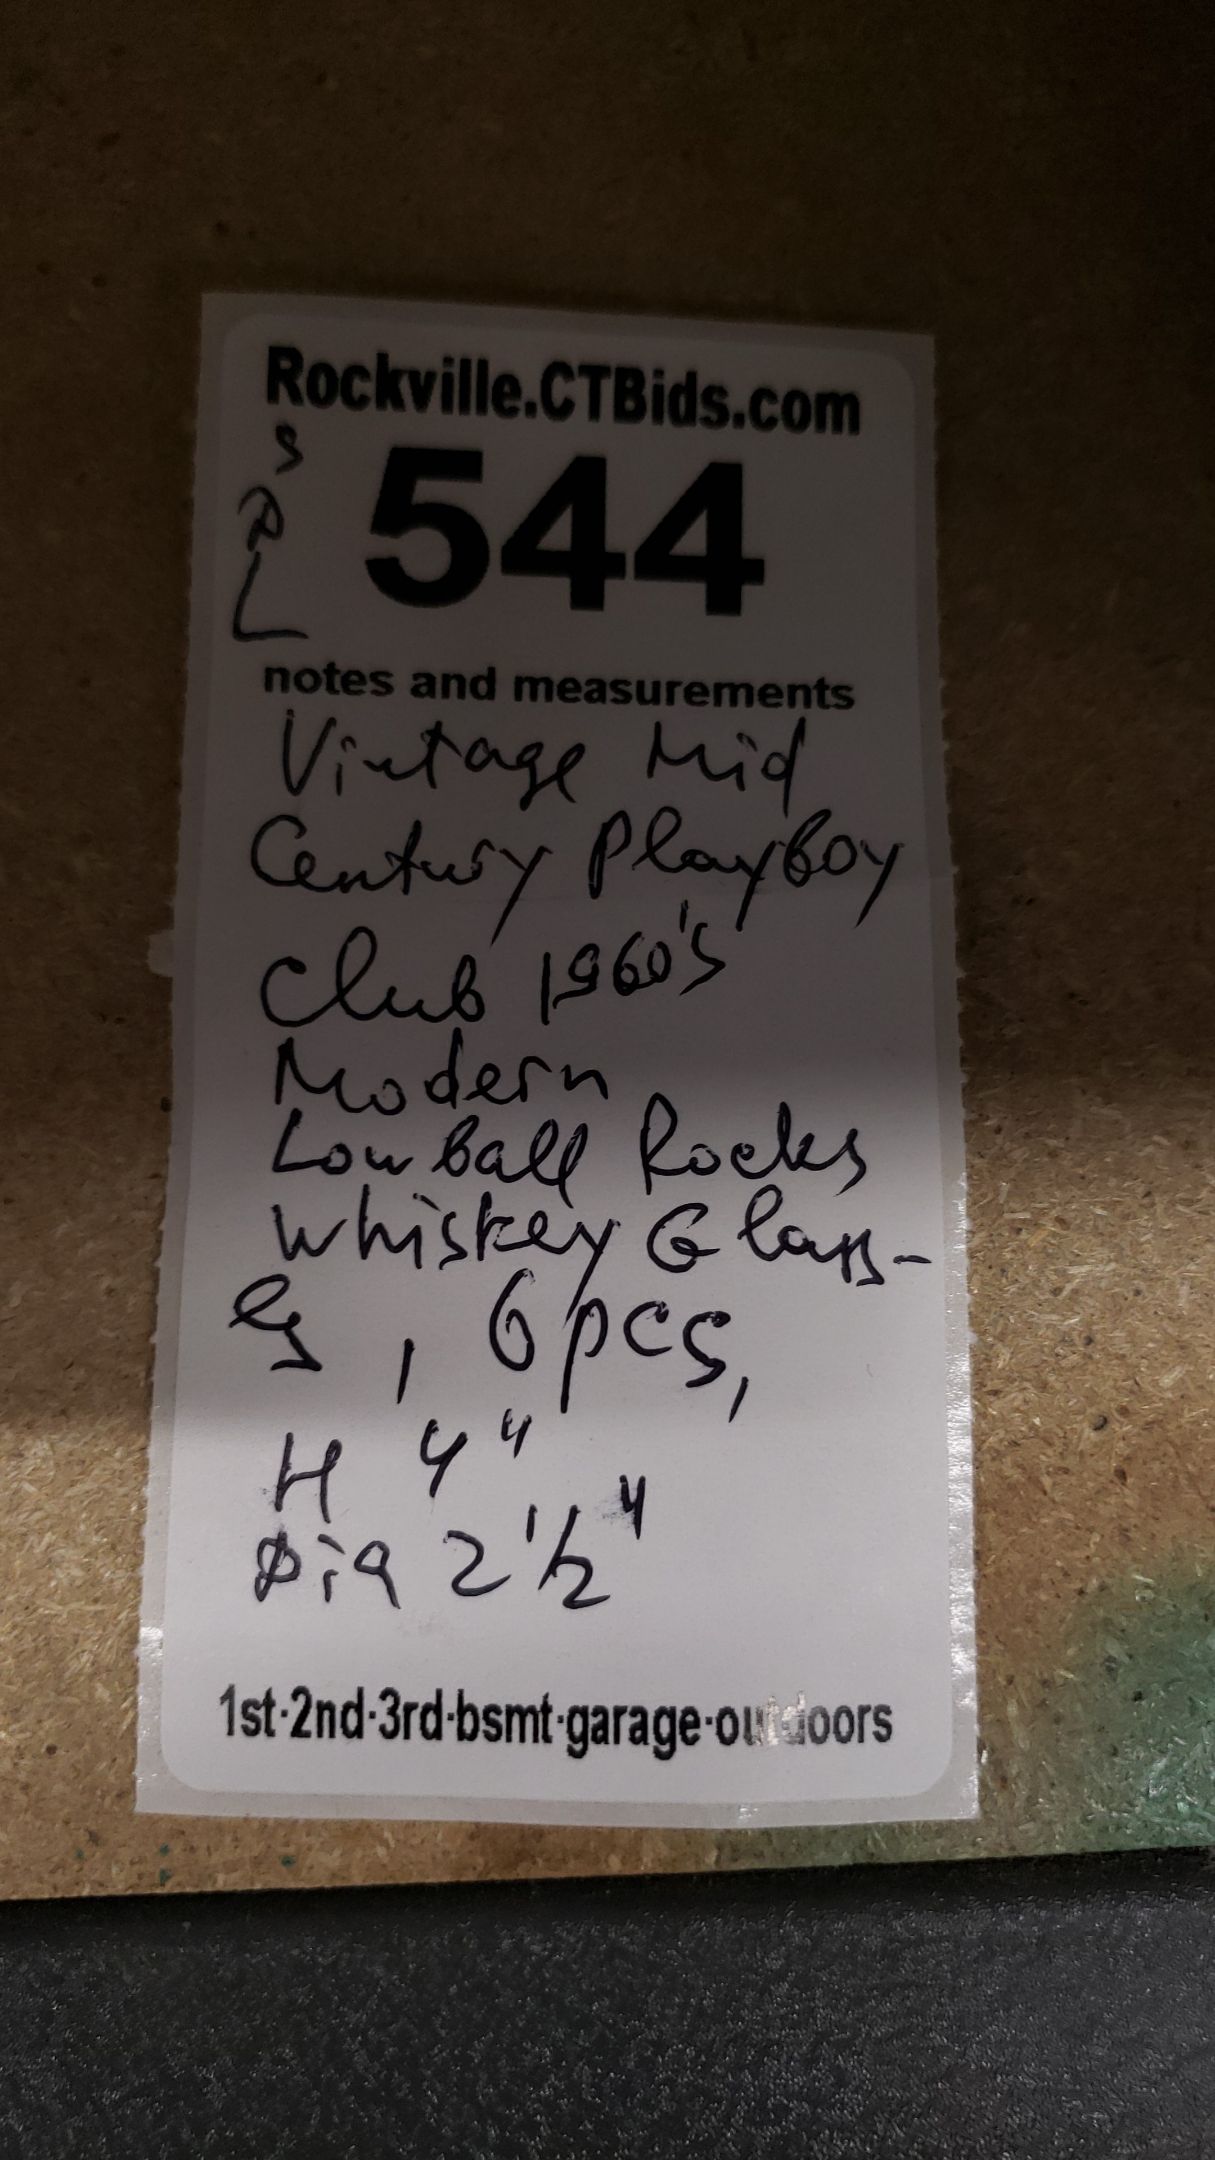 Rockville.CTBids.com
S
R
L
544
notes and measurements
Vintage Mid
Century Playboy
Club 1960's
Modern
Lowball Rocks
Whiskey Glass-
es, 6pcs,
H 4"
Dia 2 1/2"
1st·2nd·3rd·bsmt·garage·outdoors